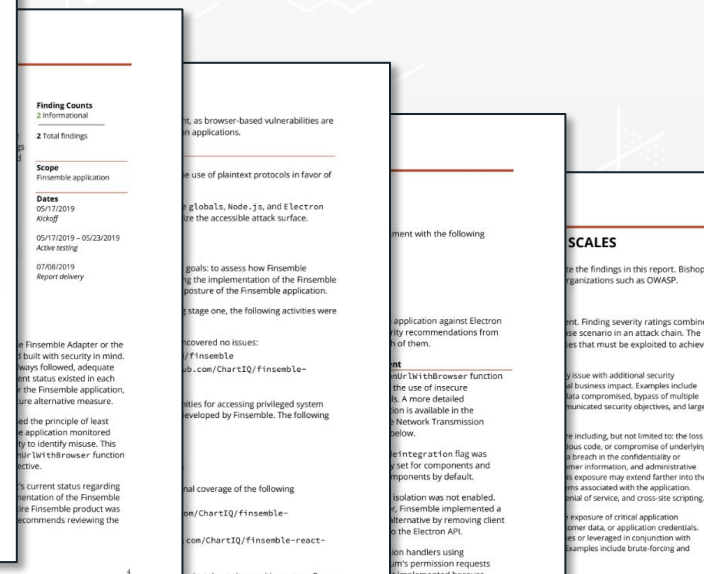 Finding Counts
2 Informational
2 Total findings
Scope
Finsemble application
Dates
05/17/2019
Kickoff
05/17/2019 – 05/23/2019
Active testing
07/08/2019
Report delivery
e Finsemble Adapter or the
d built with security in mind.
ways followed, adequate
ent status existed in each
r the Finsemble application,
ure alternative measure.
ed the principle of least
e application monitored
ty to identify misuse. This
nUrlWithBrowser function
ective.
's current status regarding
mentation of the Finsemble
ore Finsemble product was
ecommends reviewing the
4
nt, as browser-based vulnerabilities are
n applications.
e use of plaintext protocols in favor of
globals, Node.js, and Electron
ize the accessible attack surface.
goals: to assess how Finsemble
ng the implementation of the Finsemble
posture of the Finsemble application.
g stage one, the following activities were
ncovered no issues:
/finsemble
ub.com/ChartIQ/finsemble-
nities for accessing privileged system
eveloped by Finsemble. The following
nal coverage of the following
om/ChartIQ/finsemble-
.com/ChartIQ/finsemble-react-
ment with the following
application against Electron
rity recommendations from
h of them.
nt
nUrlWithBrowser function
the use of insecure
ls. A more detailed
ion is available in the
e Network Transmission
below.
eintegration flag was
y set for components and
mponents by default.
isolation was not enabled.
r, Finsemble implemented a
lternative by removing client
o the Electron API.
ion handlers using
um's permission requests
SCALES
te the findings in this report. Bishop
rganizations such as OWASP.
ent. Finding severity ratings combine
se scenario in an attack chain. The
ies that must be exploited to achieve
y issue with additional security
al business impact. Examples include
ata compromised, bypass of multiple
municated security objectives, and large
re including, but not limited to: the loss
ious code, or compromise of underlying
a breach in the confidentiality or
omer information, and administrative
is exposure may extend farther into the
ms associated with the application.
enial of service, and cross-site scripting.
exposure of critical application
omer data, or application credentials.
es or leveraged in conjunction with
Examples include brute-forcing and